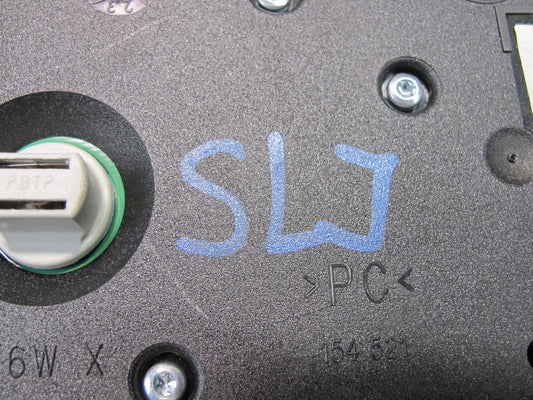 PBTP
SLJ
>PC<
6W X
154 521